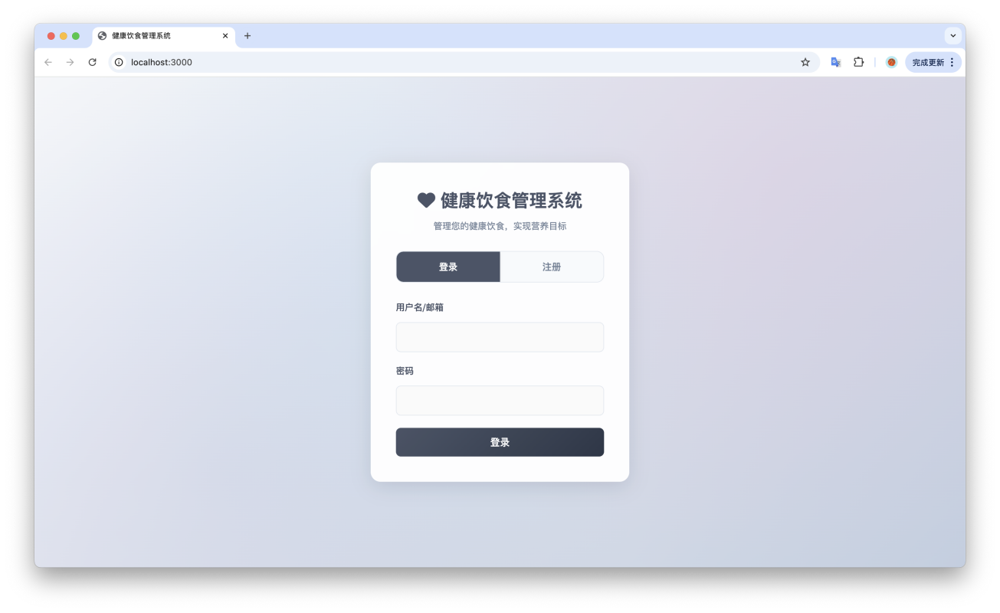 健康饮食管理系统
localhost:3000
完成更新
健康饮食管理系统
管理您的健康饮食，实现营养目标
登录 注册
用户名/邮箱
密码
登录